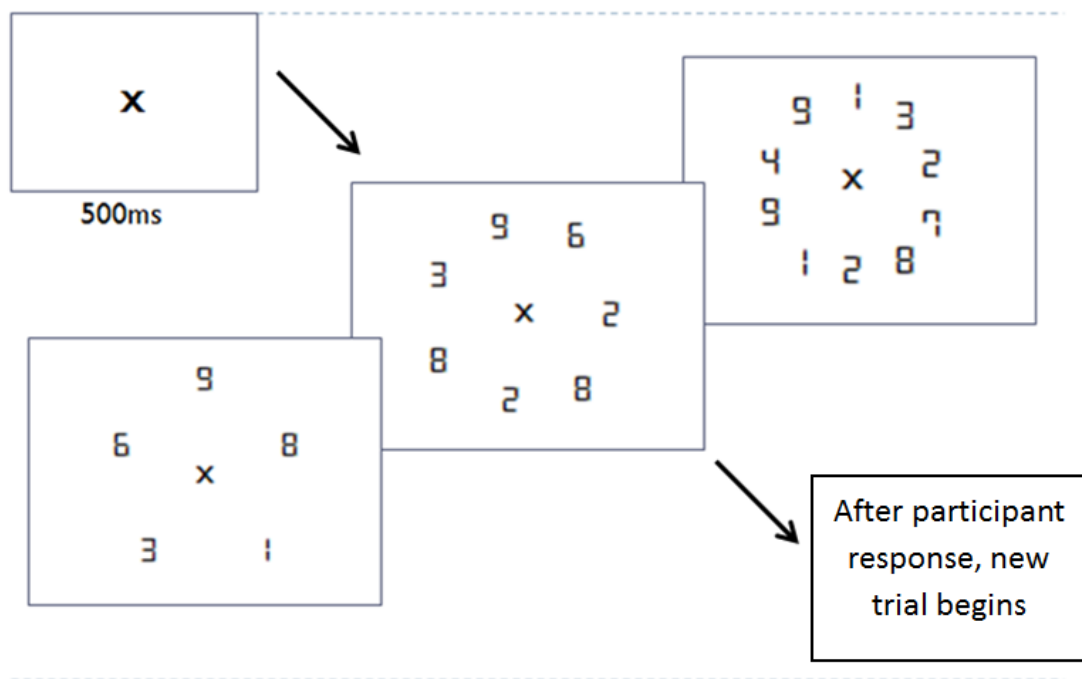 x
500ms
9 1 3
4 2
x
9 7
1 2 8
9 6
3
x 2
8
2 8
9
6 8
x
3 1
After participant
response, new
trial begins